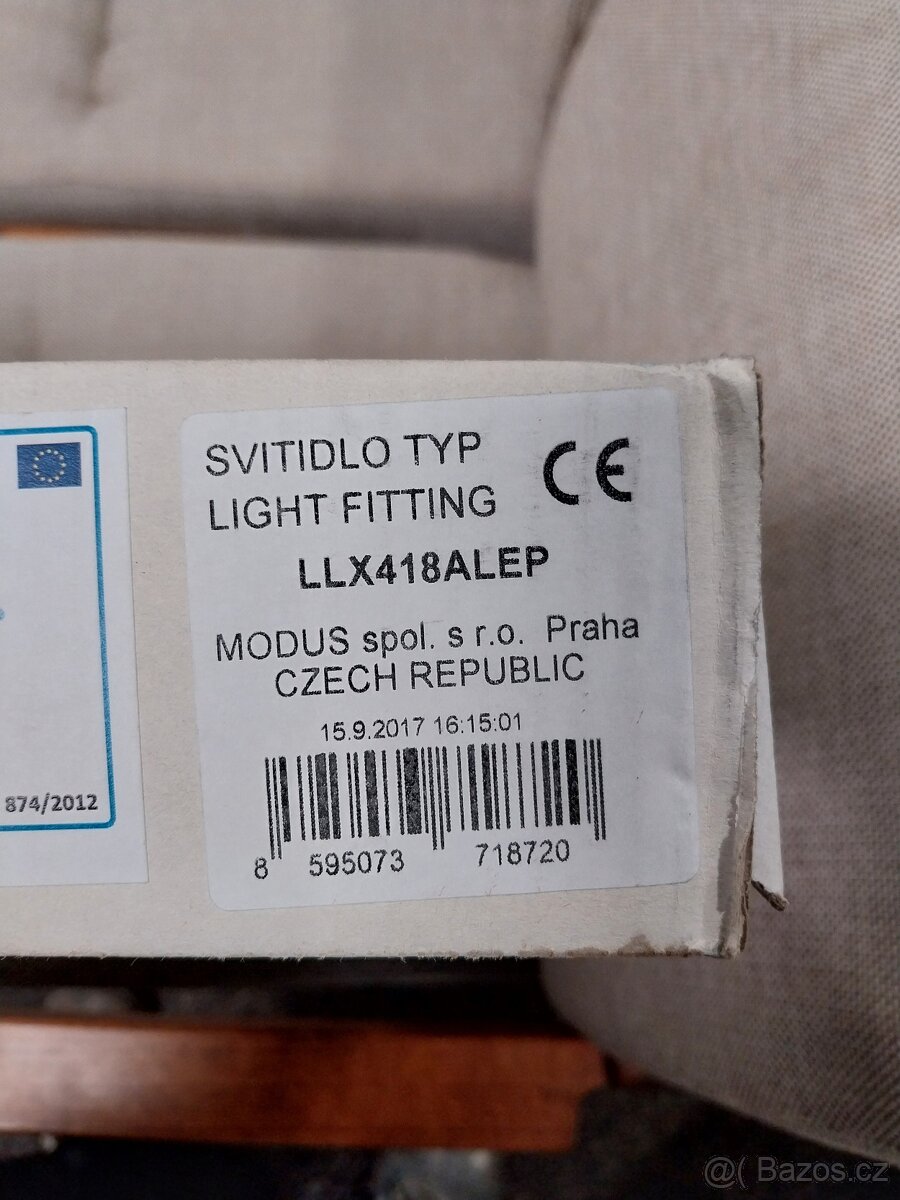 SVITIDLO TYP
LIGHT FITTING
CE
LLX418ALEP
MODUS spol. s r.o. Praha
CZECH REPUBLIC
15.9.2017 16:15:01
8 595073 718720
874/2012
@( Bazos.cz